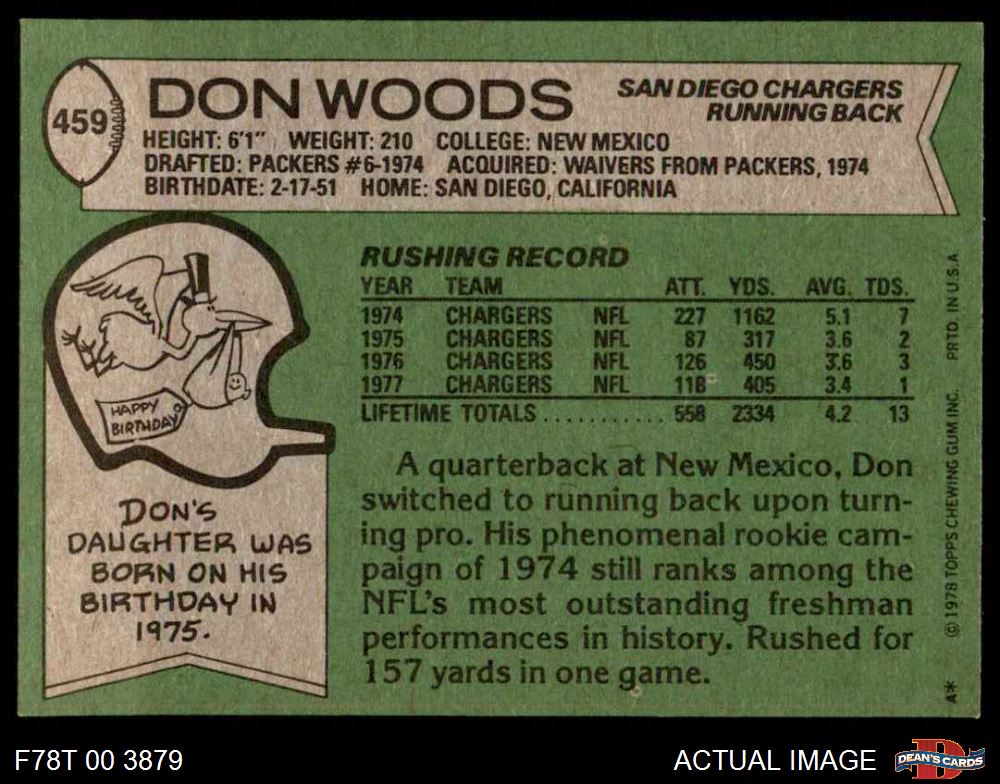 459
DON WOODS
SAN DIEGO CHARGERS
RUNNING BACK
HEIGHT: 6'1" WEIGHT: 210 COLLEGE: NEW MEXICO
DRAFTED: PACKERS #6-1974 ACQUIRED: WAIVERS FROM PACKERS, 1974
BIRTHDATE: 2-17-51 HOME: SAN DIEGO, CALIFORNIA
HAPPY
BIRTHDAY
DON'S
DAUGHTER WAS
BORN ON HIS
BIRTHDAY IN
1975.
RUSHING RECORD
YEAR TEAM ATT. YDS. AVG. TDS.
1974 CHARGERS NFL 227 1162 5.1 7
1975 CHARGERS NFL 87 317 3.6 2
1976 CHARGERS NFL 126 450 3.6 3
1977 CHARGERS NFL 118 405 3.4 1
LIFETIME TOTALS ............ 558 2334 4.2 13
A quarterback at New Mexico, Don
switched to running back upon turn-
ing pro. His phenomenal rookie cam-
paign of 1974 still ranks among the
NFL's most outstanding freshman
performances in history. Rushed for
157 yards in one game.
A* © 1978 TOPPS CHEWING GUM INC. PRTD. IN U.S.A
F78T 00 3879
ACTUAL IMAGE
DEAN'S CARDS